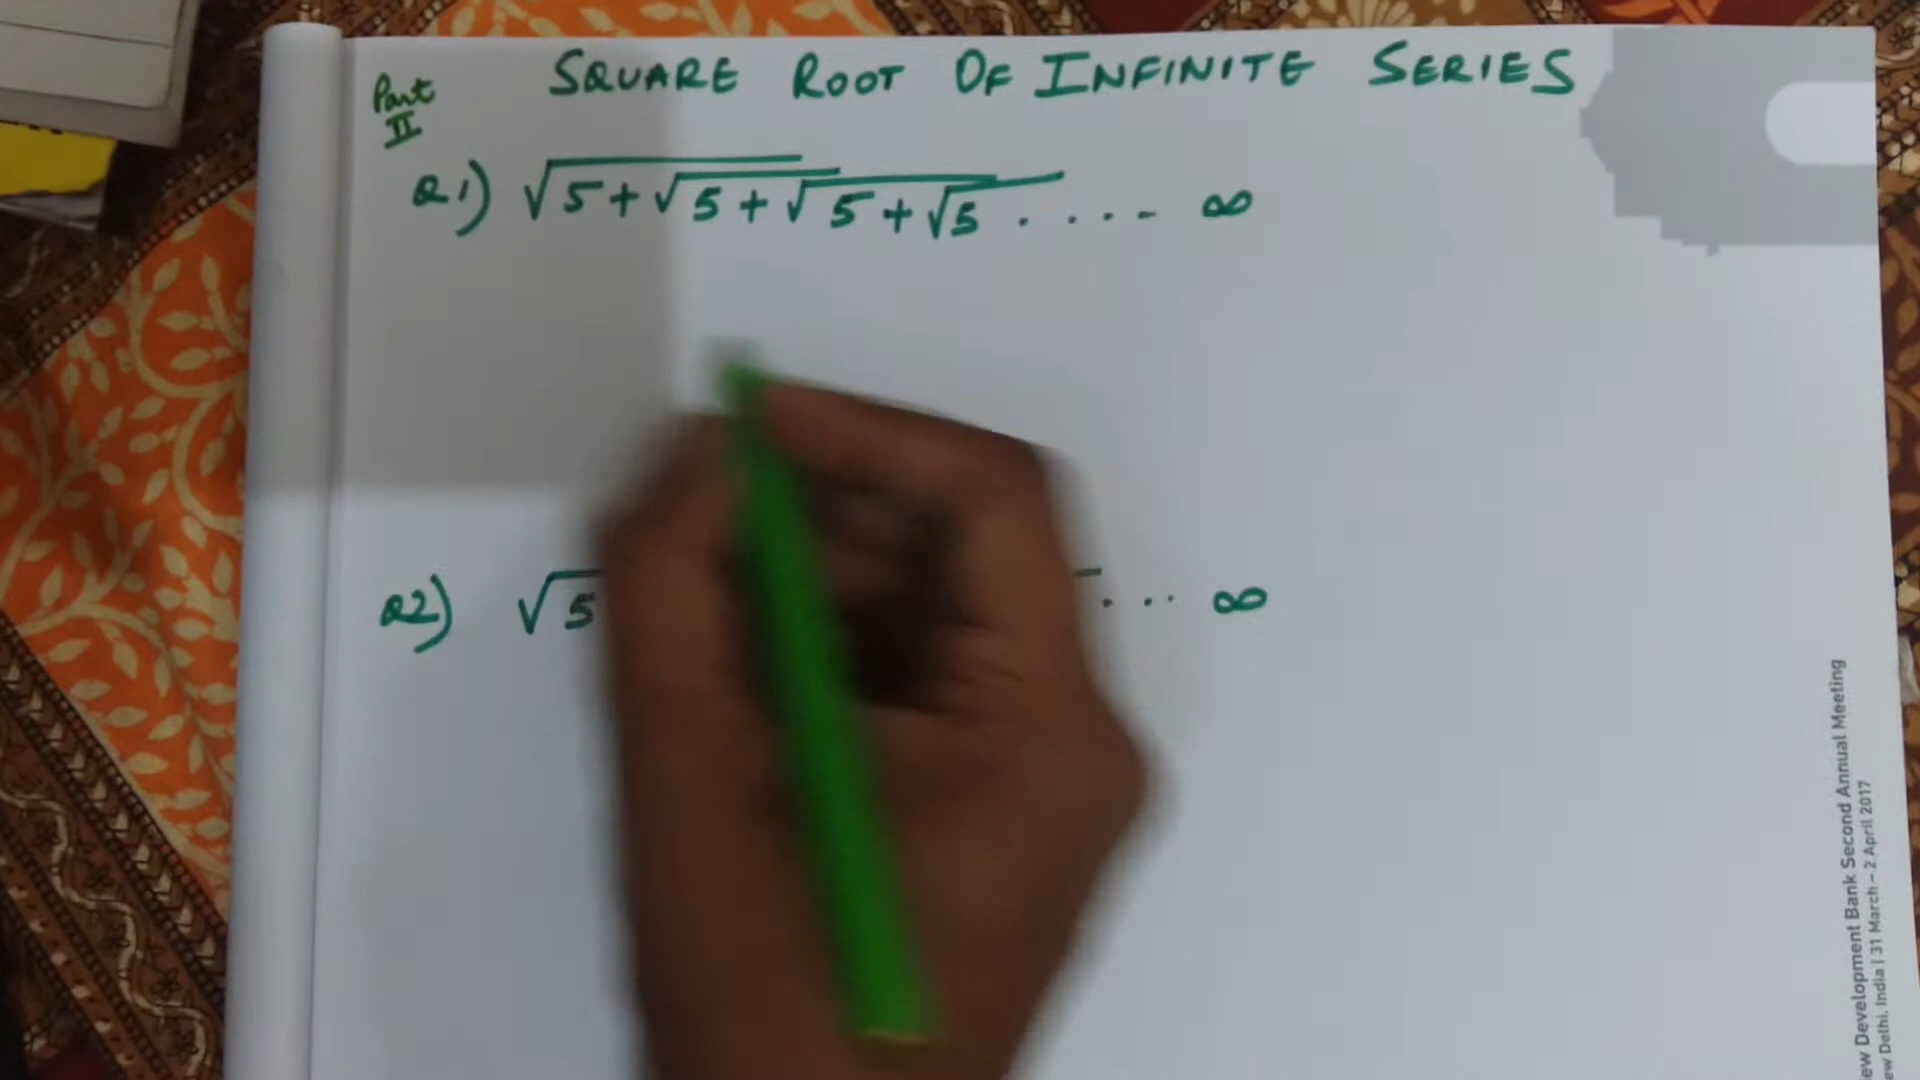 SQUARE ROOT OF INFINITE SERIES
Part
II
Q1) √5+√5+√5+√5.... ∞
Q2) √5 ... ∞
ew Development Bank Second Annual Meeting
ew Delhi, India | 31 March – 2 April 2017